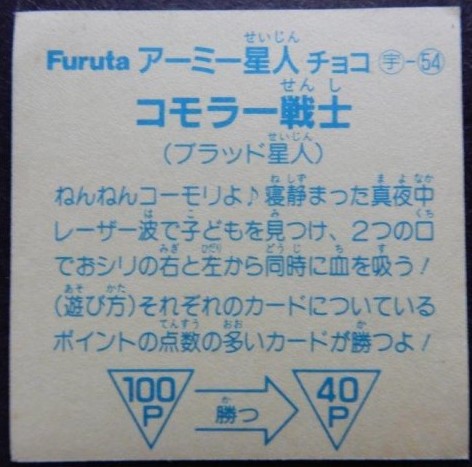 Furuta アーミー星人チョコ 宇-54
コモラー戦士
(ブラッド星人)
ねんねんコーモリよ♪寝静まった真夜中
レーザー波で子どもを見つけ、2つの口
でおシリの右と左から同時に血を吸う!
(遊び方)それぞれのカードについている
ポイントの点数の多いカードが勝つよ!
100P 勝つ 40P